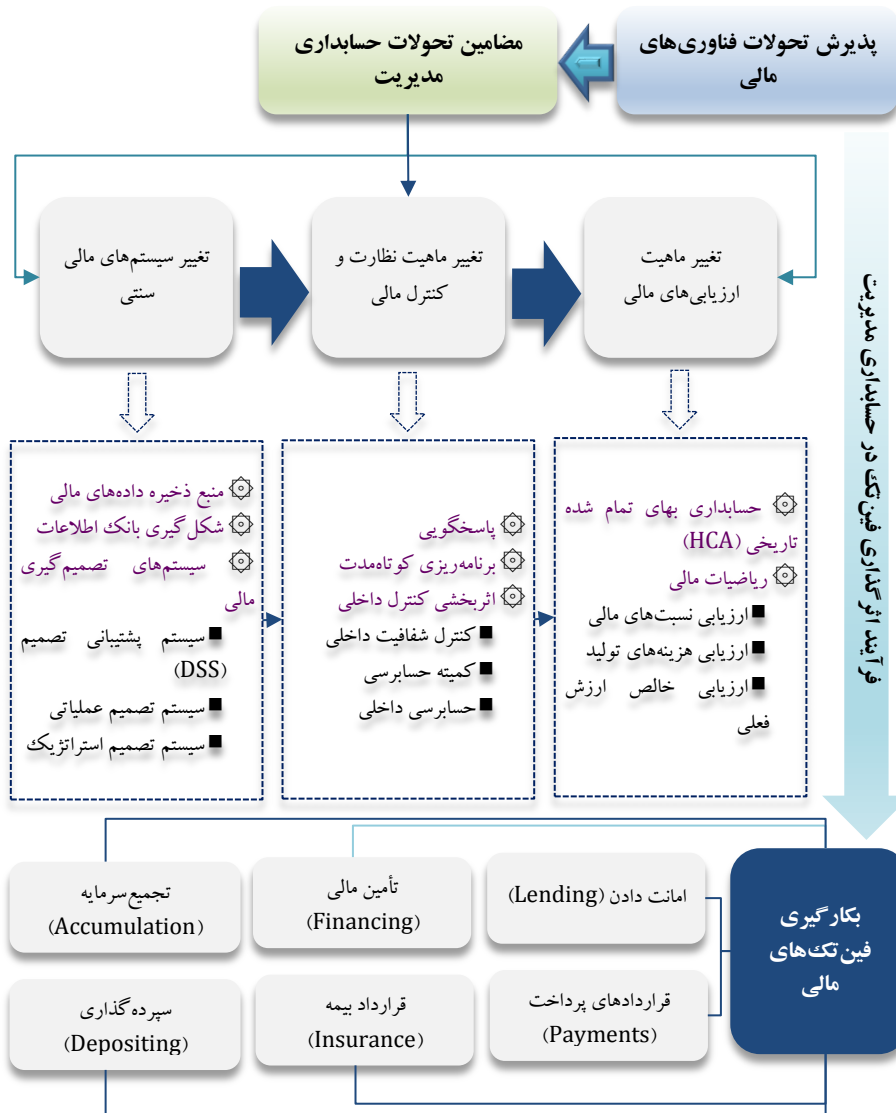 پذیرش تحولات فناوری‌های
مالی
مضامین تحولات حسابداری
مدیریت
تغییر ماهیت
ارزیابی‌های مالی
تغییر ماهیت نظارت و
کنترل مالی
تغییر سیستم‌های مالی
سنتی
حسابداری بهای تمام شده
تاریخی (HCA)
ریاضیات مالی
ارزیابی نسبت‌های مالی
ارزیابی هزینه‌های تولید
ارزیابی خالص ارزش
فعلی
پاسخگویی
برنامه‌ریزی کوتاه‌مدت
اثربخشی کنترل داخلی
کنترل شفافیت داخلی
کمیته حسابرسی
حسابرسی داخلی
منبع ذخیره داده‌های مالی
شکل‌گیری بانک اطلاعات
سیستم‌های تصمیم‌گیری
مالی
سیستم پشتیبانی تصمیم
(DSS)
سیستم تصمیم عملیاتی
سیستم تصمیم استراتژیک
فرآیند اثرگذاری فین‌تک در حسابداری مدیریت
بکارگیری
فین‌تک‌های
مالی
امانت دادن (Lending)
تأمین مالی
(Financing)
تجمیع‌سرمایه
(Accumulation)
قراردادهای پرداخت
(Payments)
قرارداد بیمه
(Insurance)
سپرده‌گذاری
(Depositing)